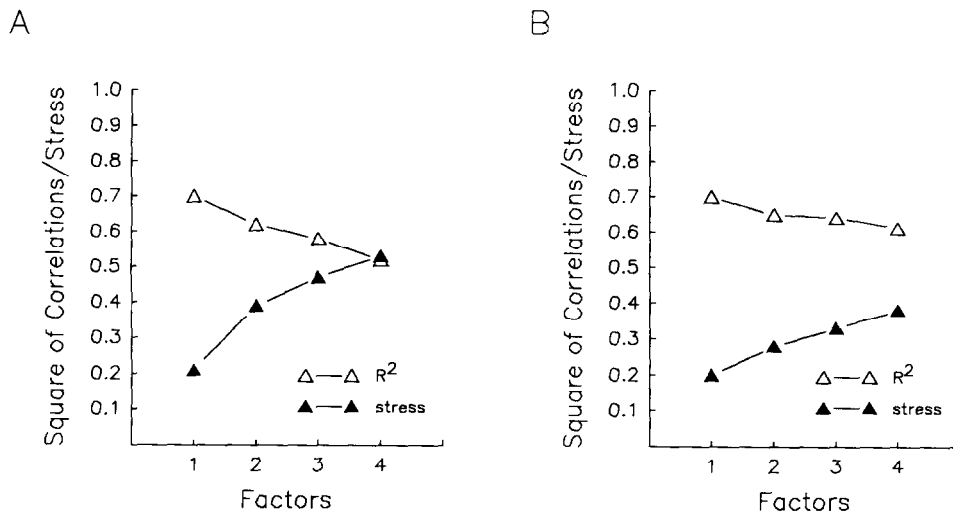 A
Square of Correlations/Stress
1.0
0.9
0.8
0.7
0.6
0.5
0.4
0.3
0.2
0.1
R²
stress
1 2 3 4
Factors
B
Square of Correlations/Stress
1.0
0.9
0.8
0.7
0.6
0.5
0.4
0.3
0.2
0.1
R²
stress
1 2 3 4
Factors